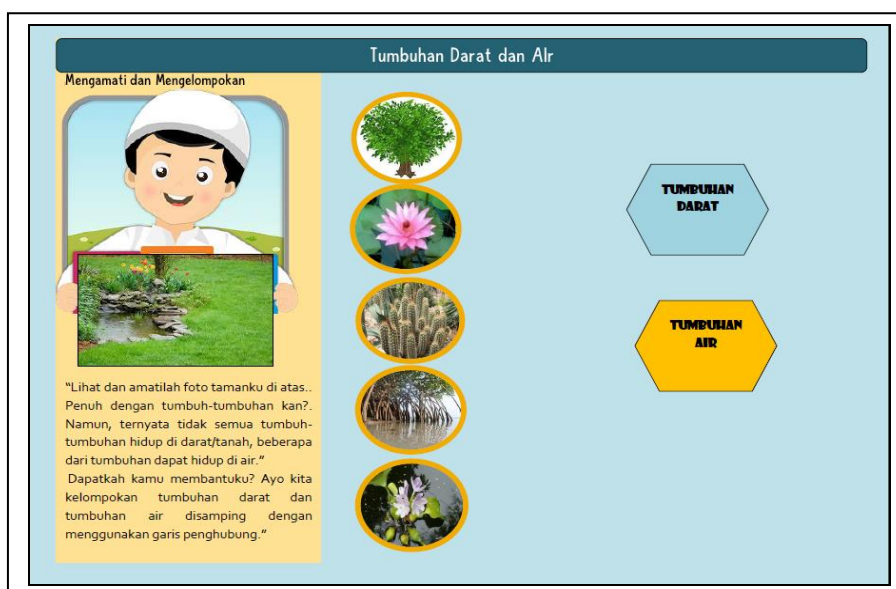 Tumbuhan Darat dan AIr
Mengamati dan Mengelompokan
"Lihat dan amatilah foto tamanku di atas..
Penuh dengan tumbuh-tumbuhan kan?.
Namun, ternyata tidak semua tumbuh-
tumbuhan hidup di darat/tanah, beberapa
dari tumbuhan dapat hidup di air."
Dapatkah kamu membantuku? Ayo kita
kelompokan tumbuhan darat dan
tumbuhan air disamping dengan
menggunakan garis penghubung."
TUMBUHAN
DARAT
TUMBUHAN
AIR